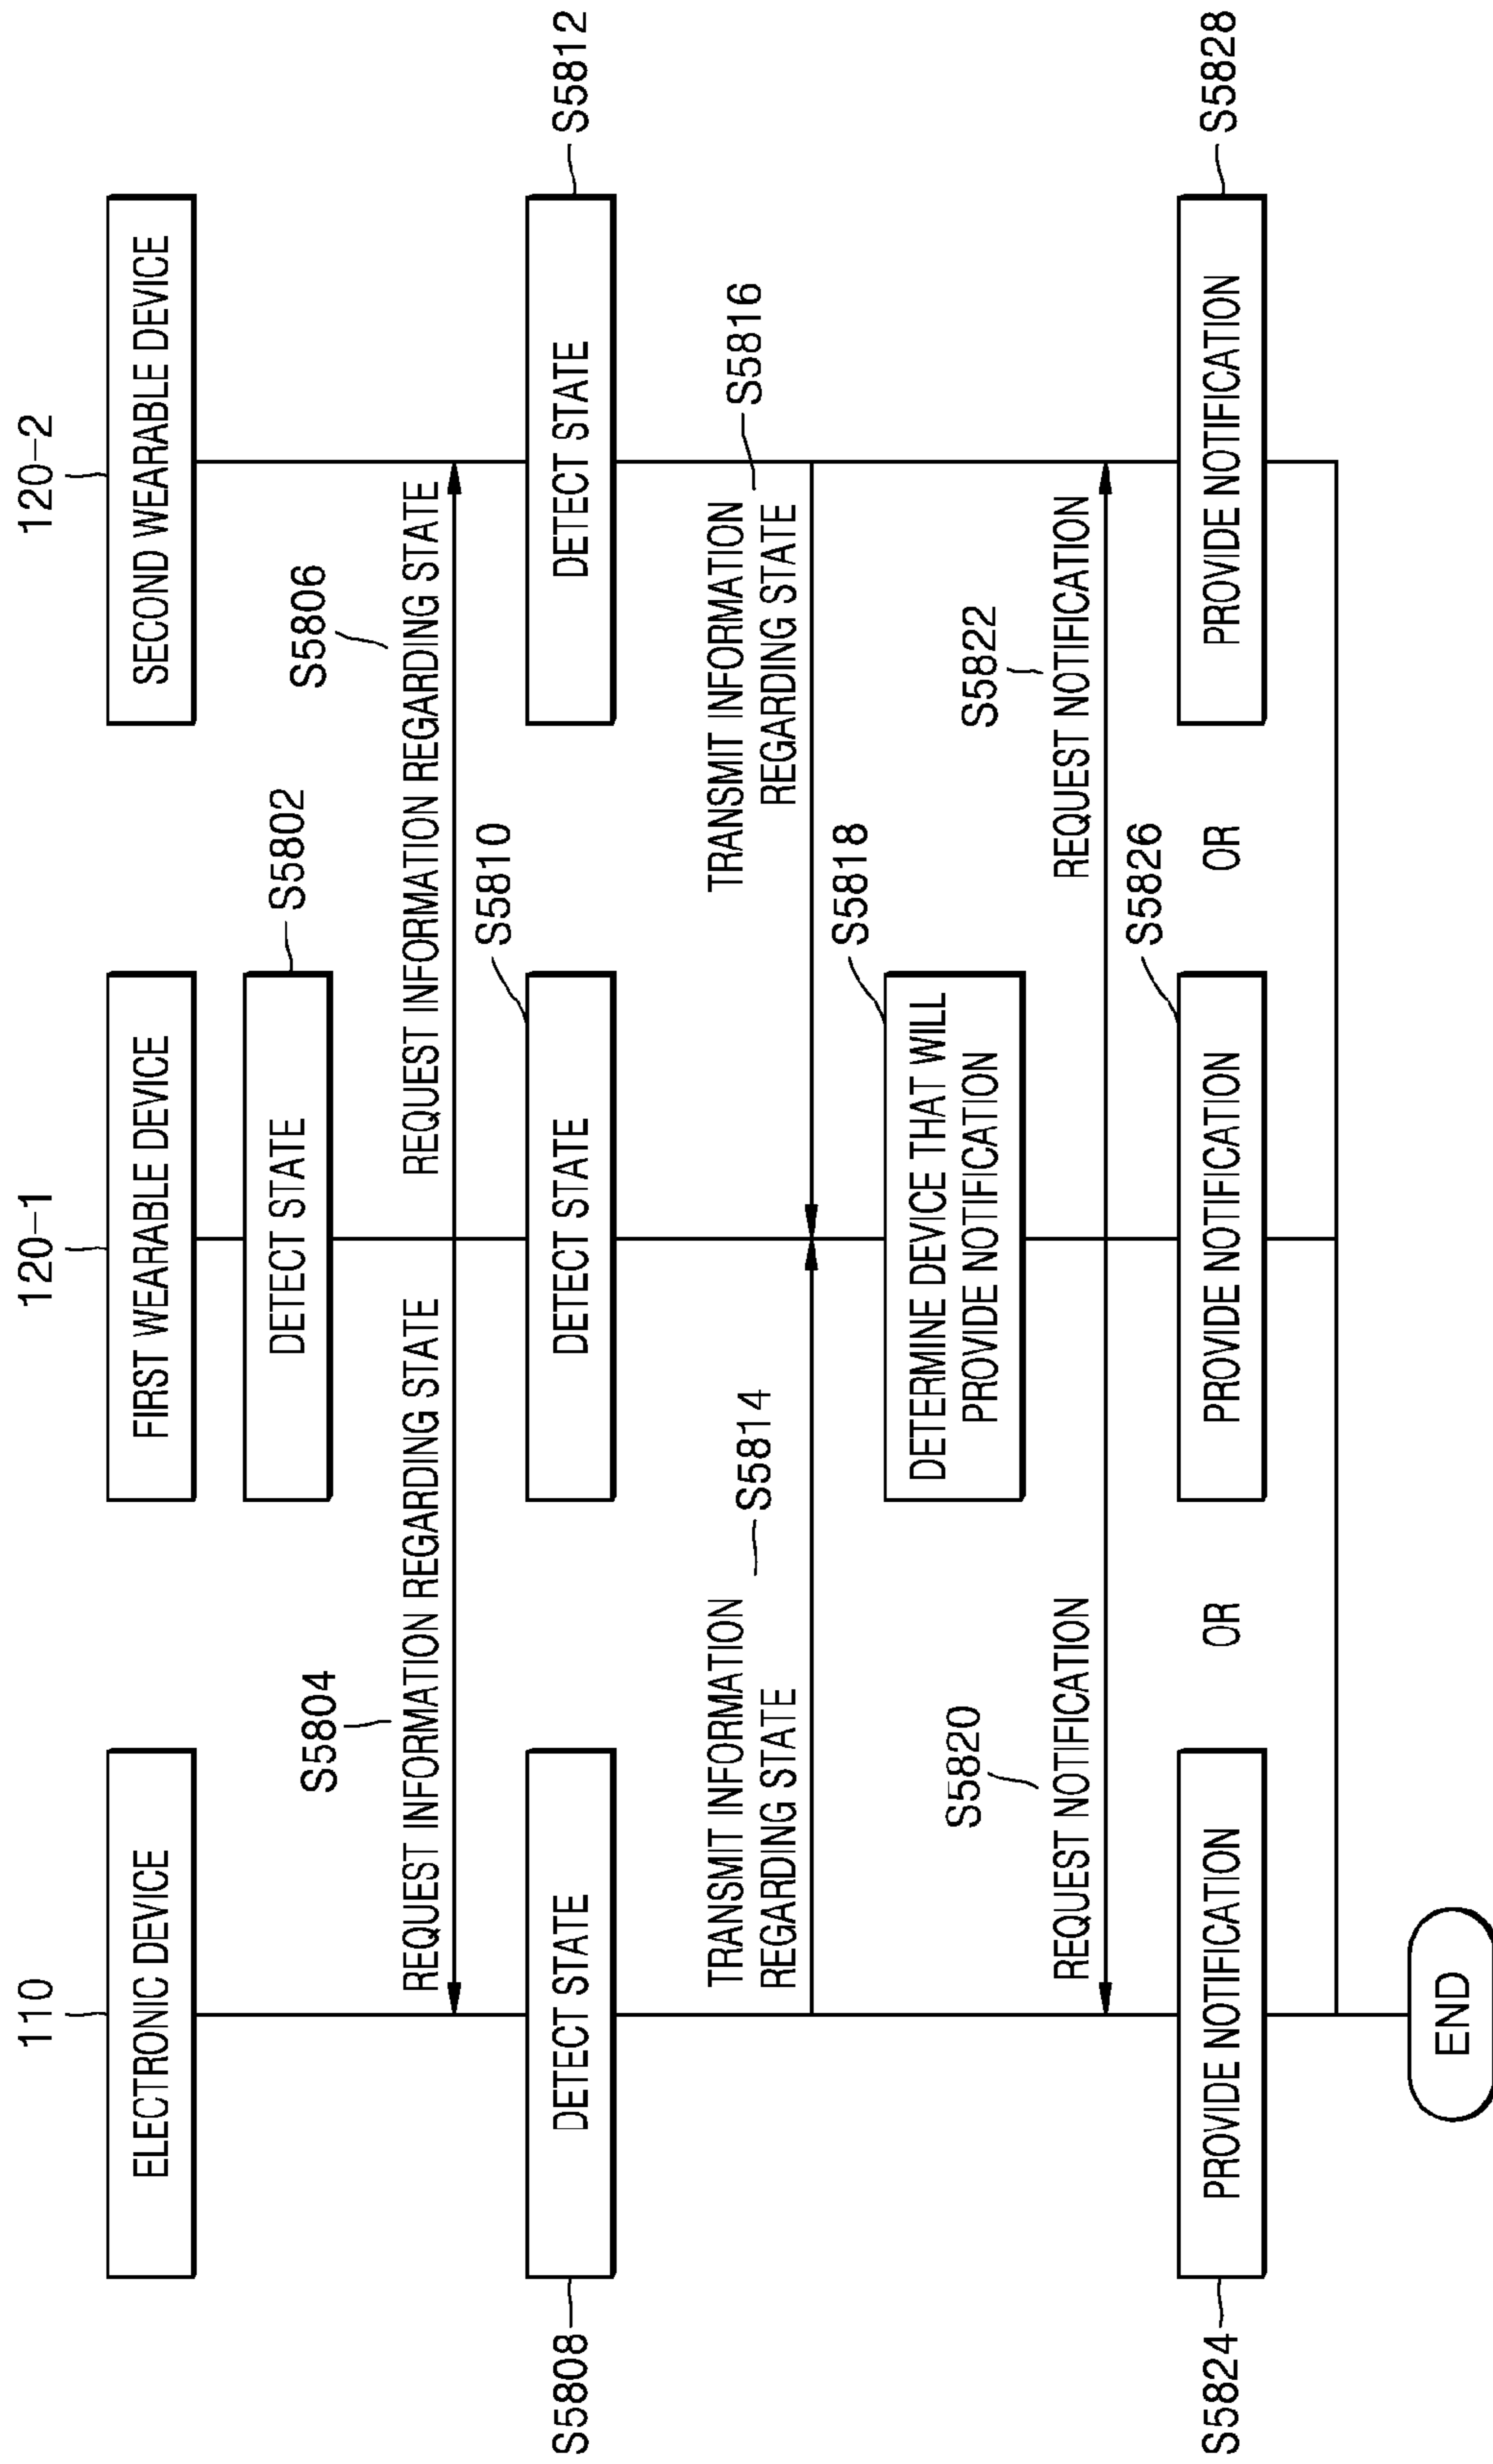 110
120-1
120-2
ELECTRONIC DEVICE
FIRST WEARABLE DEVICE
SECOND WEARABLE DEVICE
DETECT STATE
S5802
S5804
S5806
REQUEST INFORMATION REGARDING STATE
REQUEST INFORMATION REGARDING STATE
S5810
S5808
DETECT STATE
DETECT STATE
DETECT STATE
S5812
TRANSMIT INFORMATION
REGARDING STATE
S5814
TRANSMIT INFORMATION
REGARDING STATE
S5816
S5818
DETERMINE DEVICE THAT WILL
PROVIDE NOTIFICATION
S5820
S5822
REQUEST NOTIFICATION
REQUEST NOTIFICATION
S5826
S5824
PROVIDE NOTIFICATION
OR
PROVIDE NOTIFICATION
OR
PROVIDE NOTIFICATION
S5828
END